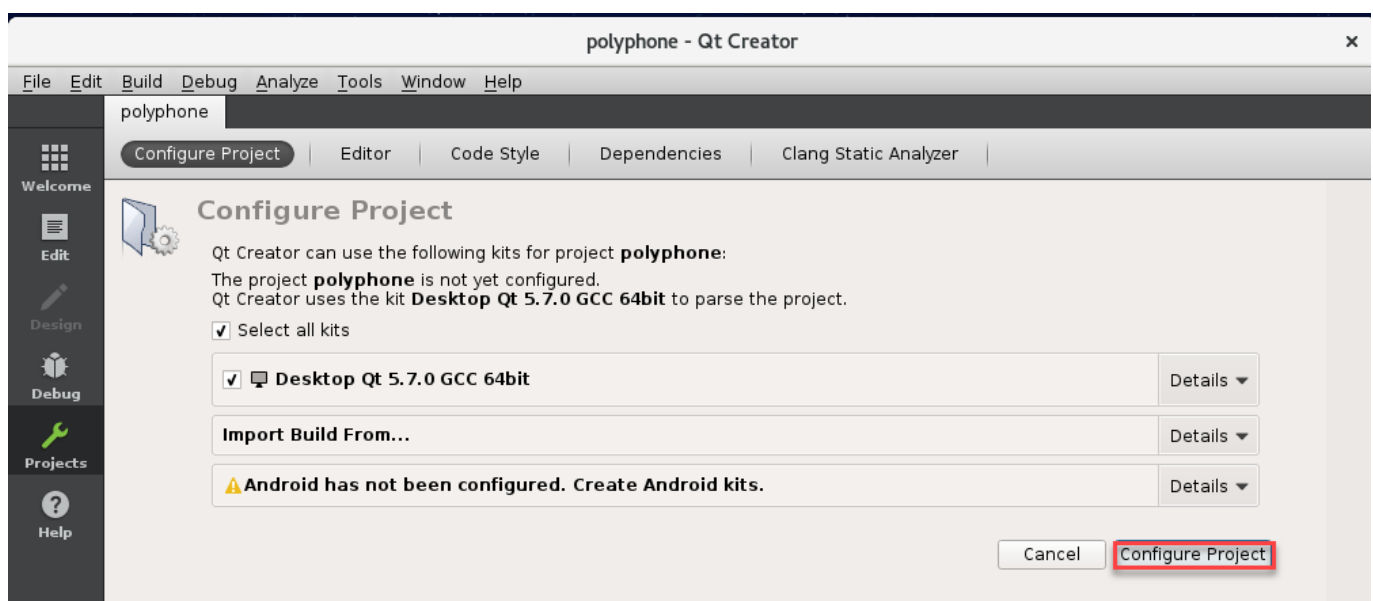 polyphone - Qt Creator ×
File Edit Build Debug Analyze Tools Window Help
polyphone
Configure Project Editor Code Style Dependencies Clang Static Analyzer
Welcome
Edit
Design
Debug
Projects
Help
Configure Project
Qt Creator can use the following kits for project polyphone:
The project polyphone is not yet configured.
Qt Creator uses the kit Desktop Qt 5.7.0 GCC 64bit to parse the project.
Select all kits
Desktop Qt 5.7.0 GCC 64bit Details
Import Build From... Details
Android has not been configured. Create Android kits. Details
Cancel Configure Project